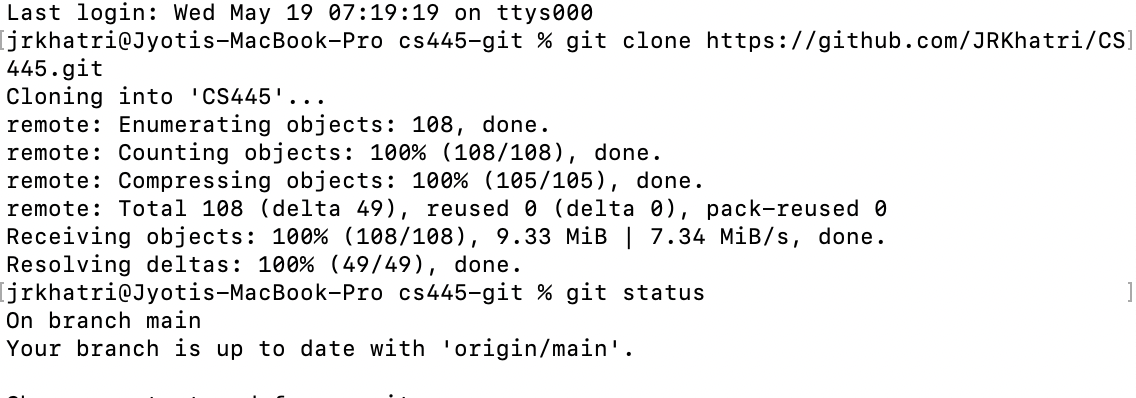 Last login: Wed May 19 07:19:19 on ttys000
[jrkhatri@Jyotis-MacBook-Pro cs445-git % git clone https://github.com/JRKhatri/CS]
445.git
Cloning into 'CS445'...
remote: Enumerating objects: 108, done.
remote: Counting objects: 100% (108/108), done.
remote: Compressing objects: 100% (105/105), done.
remote: Total 108 (delta 49), reused 0 (delta 0), pack-reused 0
Receiving objects: 100% (108/108), 9.33 MiB | 7.34 MiB/s, done.
Resolving deltas: 100% (49/49), done.
[jrkhatri@Jyotis-MacBook-Pro cs445-git % git status ]
On branch main
Your branch is up to date with 'origin/main'.